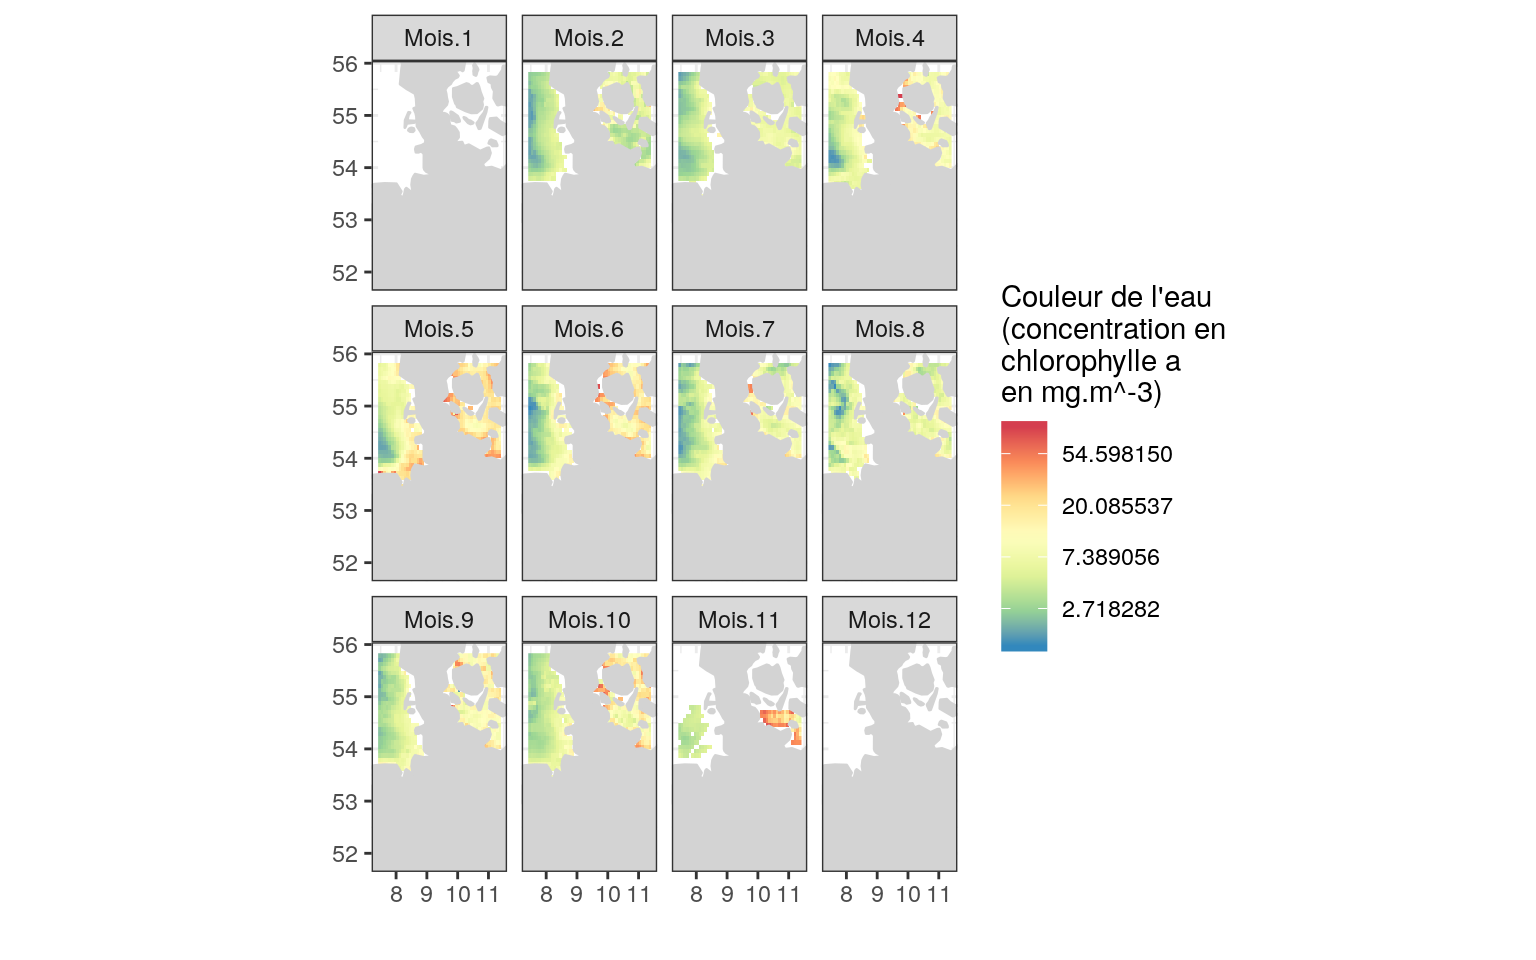 Mois.1 Mois.2 Mois.3 Mois.4
56
55
54
53
52
Mois.5 Mois.6 Mois.7 Mois.8
56
55
54
53
52
Mois.9 Mois.10 Mois.11 Mois.12
56
55
54
53
52
8 9 10 11 8 9 10 11 8 9 10 11 8 9 10 11
Couleur de l'eau
(concentration en
chlorophylle a
en mg.m^-3)
54.598150
20.085537
7.389056
2.718282